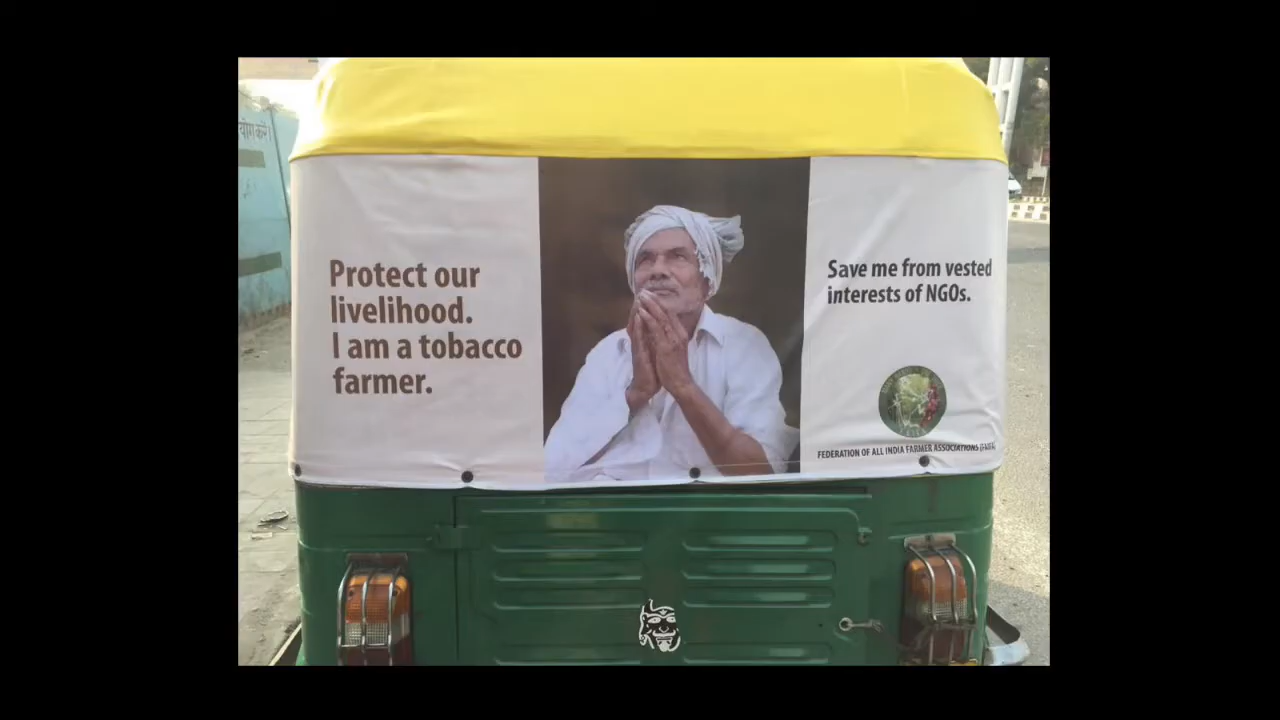 योग करें
Protect our
livelihood.
I am a tobacco
farmer.
Save me from vested
interests of NGOs.
FEDERATION OF ALL INDIA FARMER ASSOCIATIONS (FAIFA)